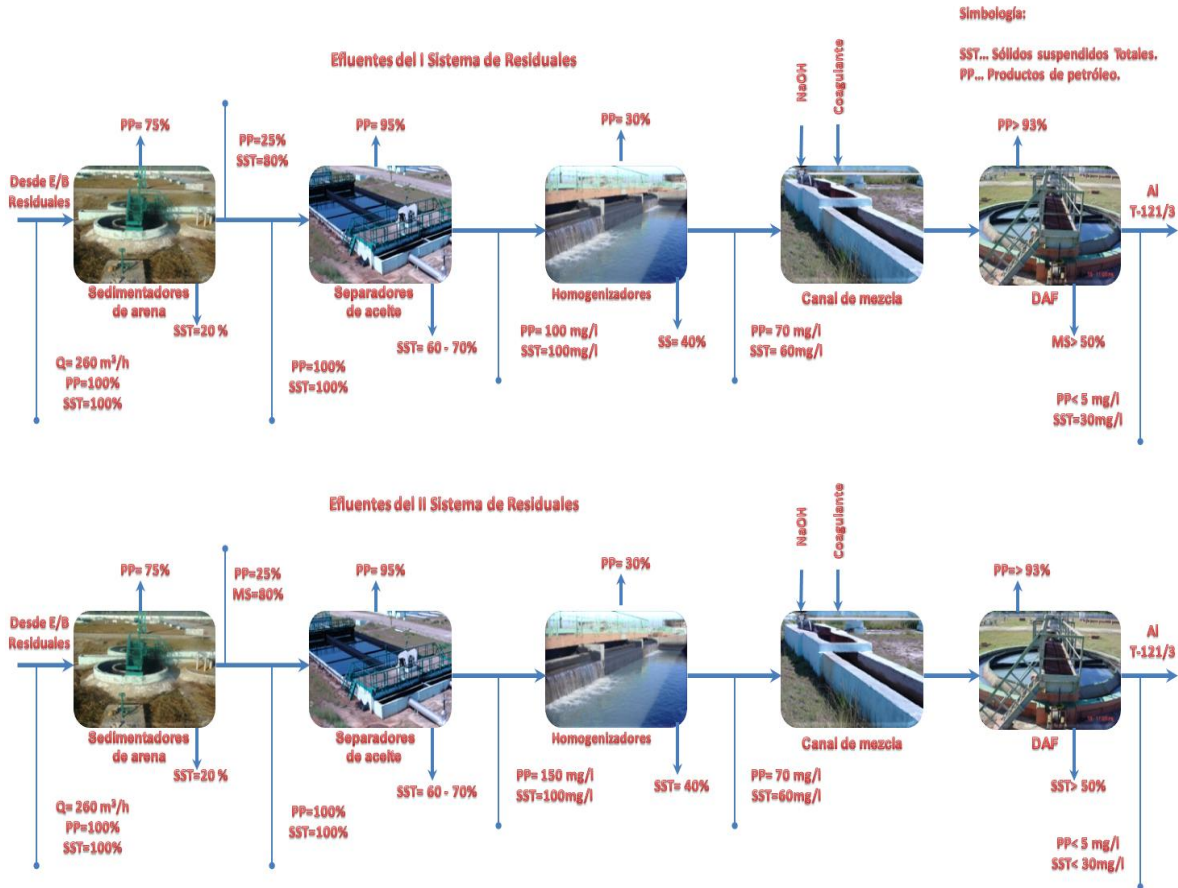 Simbología:
SST... Sólidos suspendidos Totales.
PP... Productos de petróleo.
Efluentes del I Sistema de Residuales
NaOH
Coagulante
PP= 75%
PP=25%
SST=80%
PP= 95%
PP= 30%
PP> 93%
Desde E/B
Residuales
Al
T-121/3
Sedimentadores
de arena
Separadores
de aceite
Homogenizadores
Canal de mezcla
DAF
SST=20 %
SST= 60 - 70%
PP= 100 mg/l
SST=100mg/l
SS= 40%
PP= 70 mg/l
SST= 60mg/l
MS> 50%
Q= 260 m³/h
PP=100%
SST=100%
PP=100%
SST=100%
PP< 5 mg/l
SST=30mg/l
Efluentes del II Sistema de Residuales
NaOH
Coagulante
PP= 75%
PP=25%
MS=80%
PP= 95%
PP= 30%
PP=> 93%
Desde E/B
Residuales
Al
T-121/3
Sedimentadores
de arena
Separadores
de aceite
Homogenizadores
Canal de mezcla
DAF
SST=20 %
SST= 60 - 70%
PP= 150 mg/l
SST=100mg/l
SST= 40%
PP= 70 mg/l
SST=60mg/l
SST> 50%
Q= 260 m³/h
PP=100%
SST=100%
PP=100%
SST=100%
PP< 5 mg/l
SST< 30mg/l